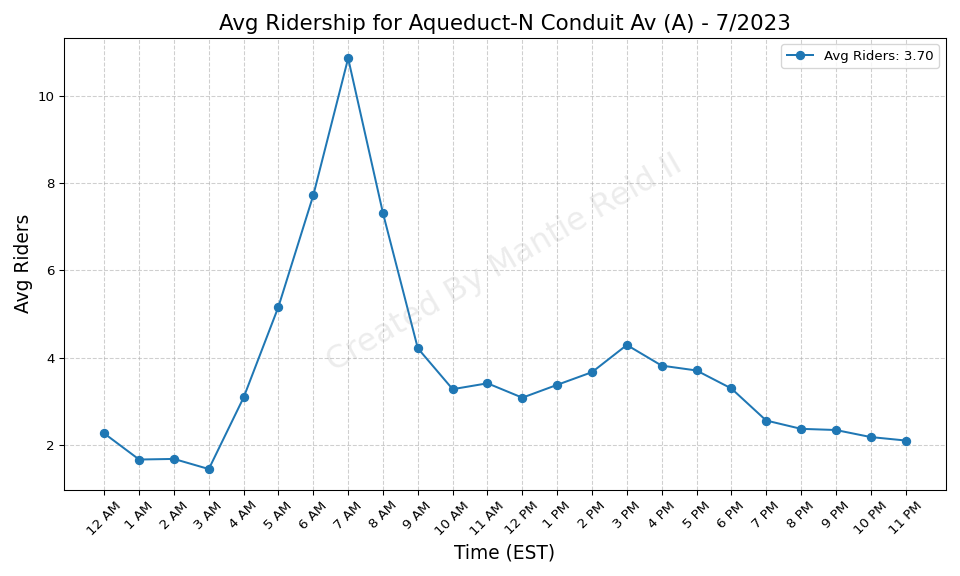 Avg Ridership for Aqueduct-N Conduit Av (A) - 7/2023
Avg Riders: 3.70
Avg Riders
10
8
6
4
2
Created By Mantie Reid II
12 AM
1 AM
2 AM
3 AM
4 AM
5 AM
6 AM
7 AM
8 AM
9 AM
10 AM
11 AM
12 PM
1 PM
2 PM
3 PM
4 PM
5 PM
6 PM
7 PM
8 PM
9 PM
10 PM
11 PM
Time (EST)